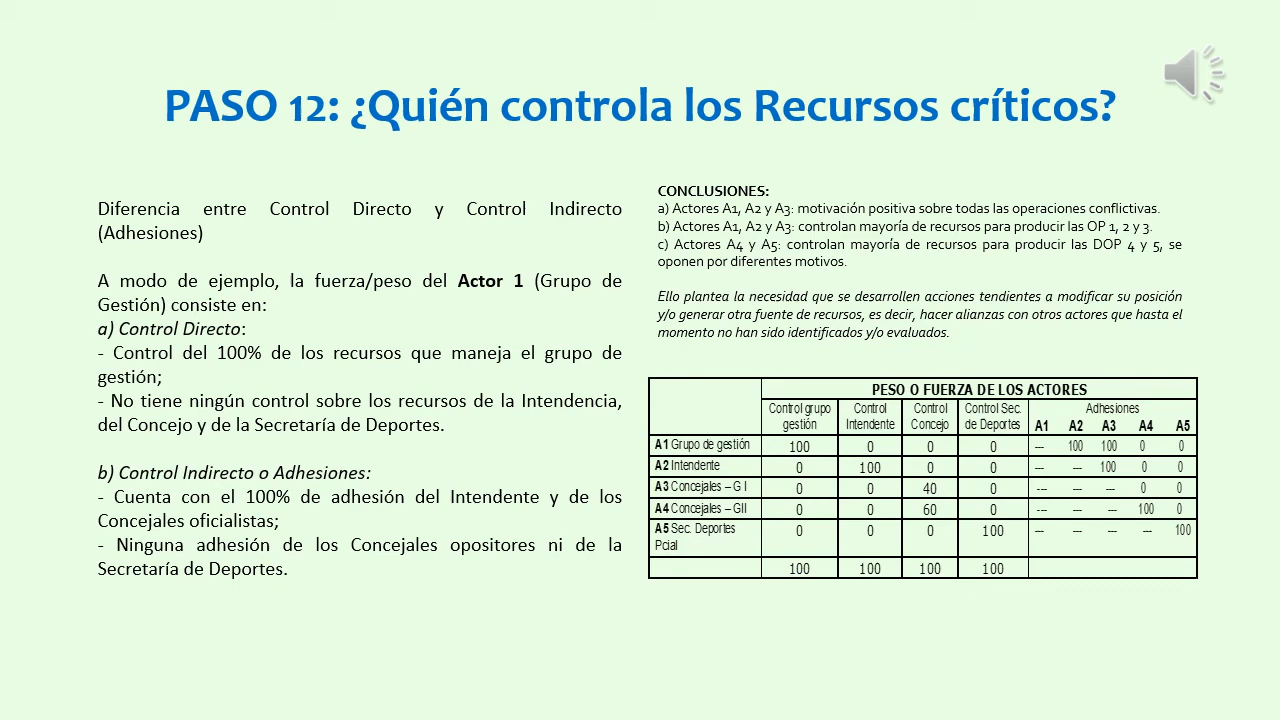 PASO 12: ¿Quién controla los Recursos críticos?
Diferencia entre Control Directo y Control Indirecto
(Adhesiones)
A modo de ejemplo, la fuerza/peso del Actor 1 (Grupo de
Gestión) consiste en:
a) Control Directo:
- Control del 100% de los recursos que maneja el grupo de
gestión;
- No tiene ningún control sobre los recursos de la Intendencia,
del Concejo y de la Secretaría de Deportes.
b) Control Indirecto o Adhesiones:
- Cuenta con el 100% de adhesión del Intendente y de los
Concejales oficialistas;
- Ninguna adhesión de los Concejales opositores ni de la
Secretaría de Deportes.
CONCLUSIONES:
a) Actores A1, A2 y A3: motivación positiva sobre todas las operaciones conflictivas.
b) Actores A1, A2 y A3: controlan mayoría de recursos para producir las OP 1, 2 y 3.
c) Actores A4 y A5: controlan mayoría de recursos para producir las DOP 4 y 5, se
oponen por diferentes motivos.
Ello plantea la necesidad que se desarrollen acciones tendientes a modificar su posición
y/o generar otra fuente de recursos, es decir, hacer alianzas con otros actores que hasta el
momento no han sido identificados y/o evaluados.
PESO O FUERZA DE LOS ACTORES
Control grupo Control Control Control Sec. Adhesiones
gestión Intendente Concejo de Deportes A1 A2 A3 A4 A5
A1 Grupo de gestión 100 0 0 0 --- 100 100 0 0
A2 Intendente 0 100 0 0 --- --- 100 0 0
A3 Concejales – G I 0 0 40 0 --- --- --- 0 0
A4 Concejales – GII 0 0 60 0 --- --- --- 100 0
A5 Sec. Deportes 0 0 0 100 --- --- --- --- 100
Pcial
100 100 100 100